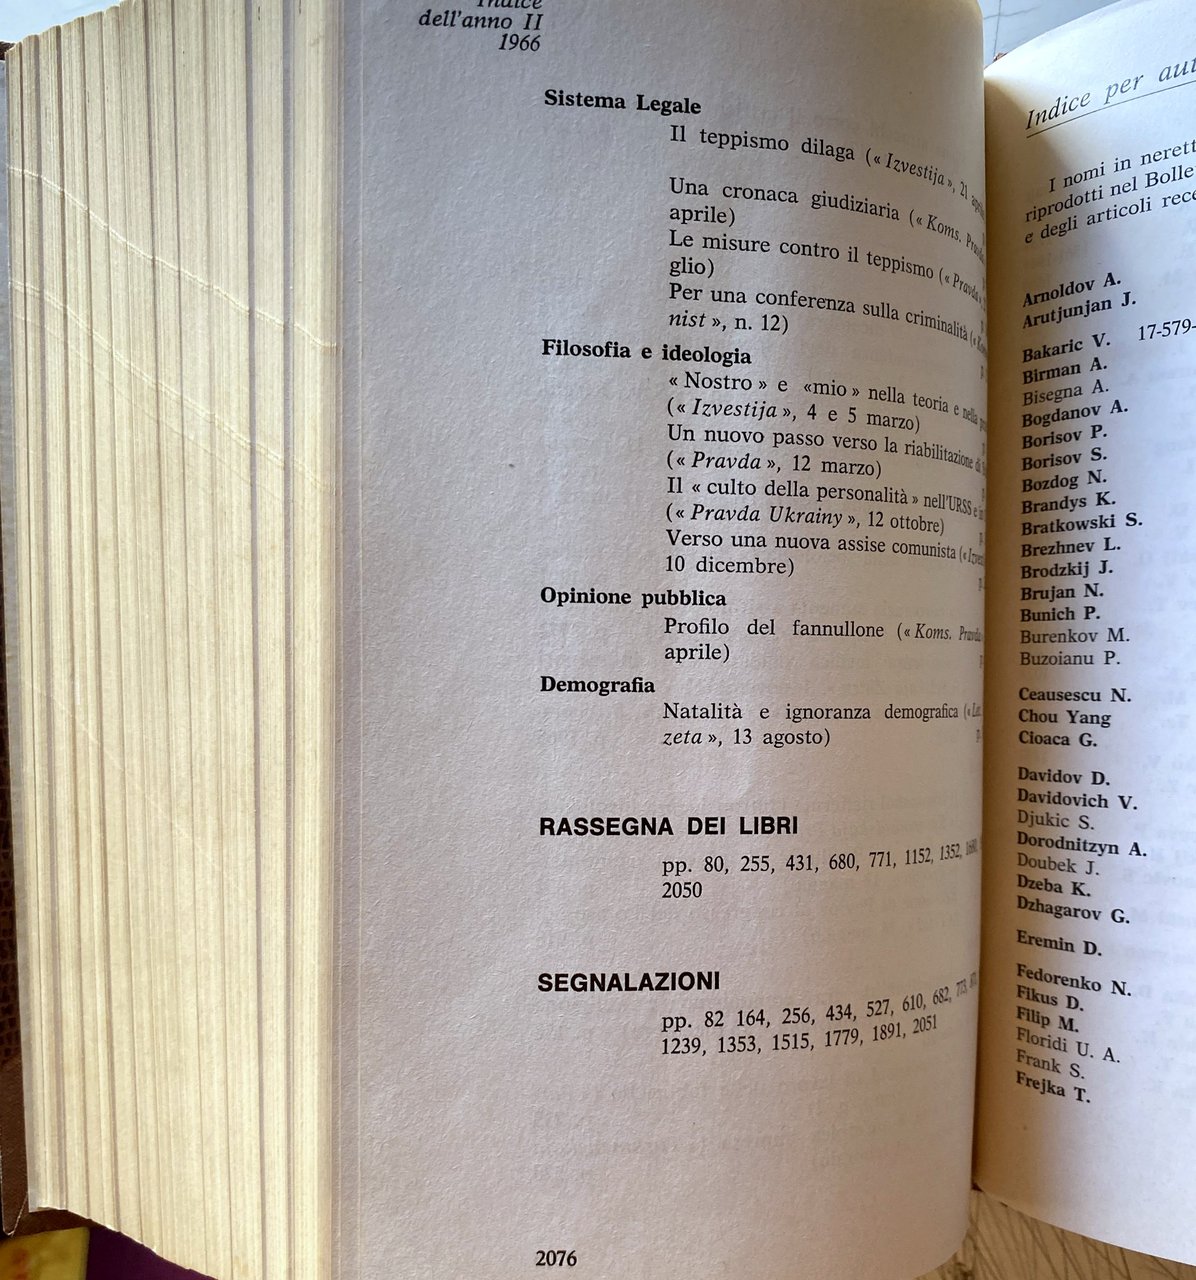 Indice
dell'anno II
1966
Sistema Legale
Il teppismo dilaga (« Izvestija », 21
Una cronaca giudiziaria (« Koms.
aprile)
Le misure contro il teppismo (« Pravda »
glio)
Per una conferenza sulla criminalità («
nist », n. 12)
Filosofia e ideologia
« Nostro » e «mio» nella teoria e nella
(« Izvestija », 4 e 5 marzo)
Un nuovo passo verso la riabilitazione di
(« Pravda », 12 marzo)
Il « culto della personalità » nell'URSS e
(« Pravda Ukrainy », 12 ottobre)
Verso una nuova assise comunista («
10 dicembre)
Opinione pubblica
Profilo del fannullone (« Koms. Pravda
aprile)
Demografia
Natalità e ignoranza demografica («
zeta », 13 agosto)
RASSEGNA DEI LIBRI
pp. 80, 255, 431, 680, 771, 1152, 1352,
2050
SEGNALAZIONI
pp. 82 164, 256, 434, 527, 610, 682,
1239, 1353, 1515, 1779, 1891, 2051
2076
Indice per
I nomi in
riprodotti nel
e degli articoli
Arnoldov A.
Arutjunjan J.
Bakaric V. 17-579-
Birman A.
Bisegna A.
Bogdanov A.
Borisov P.
Borisov S.
Bozdog N.
Brandys K.
Bratkowski S.
Brezhnev L.
Brodzkij J.
Brujan N.
Bunich P.
Burenkov M.
Buzoianu P.
Ceausescu N.
Chou Yang
Cioaca G.
Davidov D.
Davidovich V.
Djukic S.
Dorodnitzyn A.
Doubek J.
Dzeba K.
Dzhagarov G.
Eremin D.
Fedorenko N.
Fikus D.
Filip M.
Floridi U. A.
Frank S.
Frejka T.